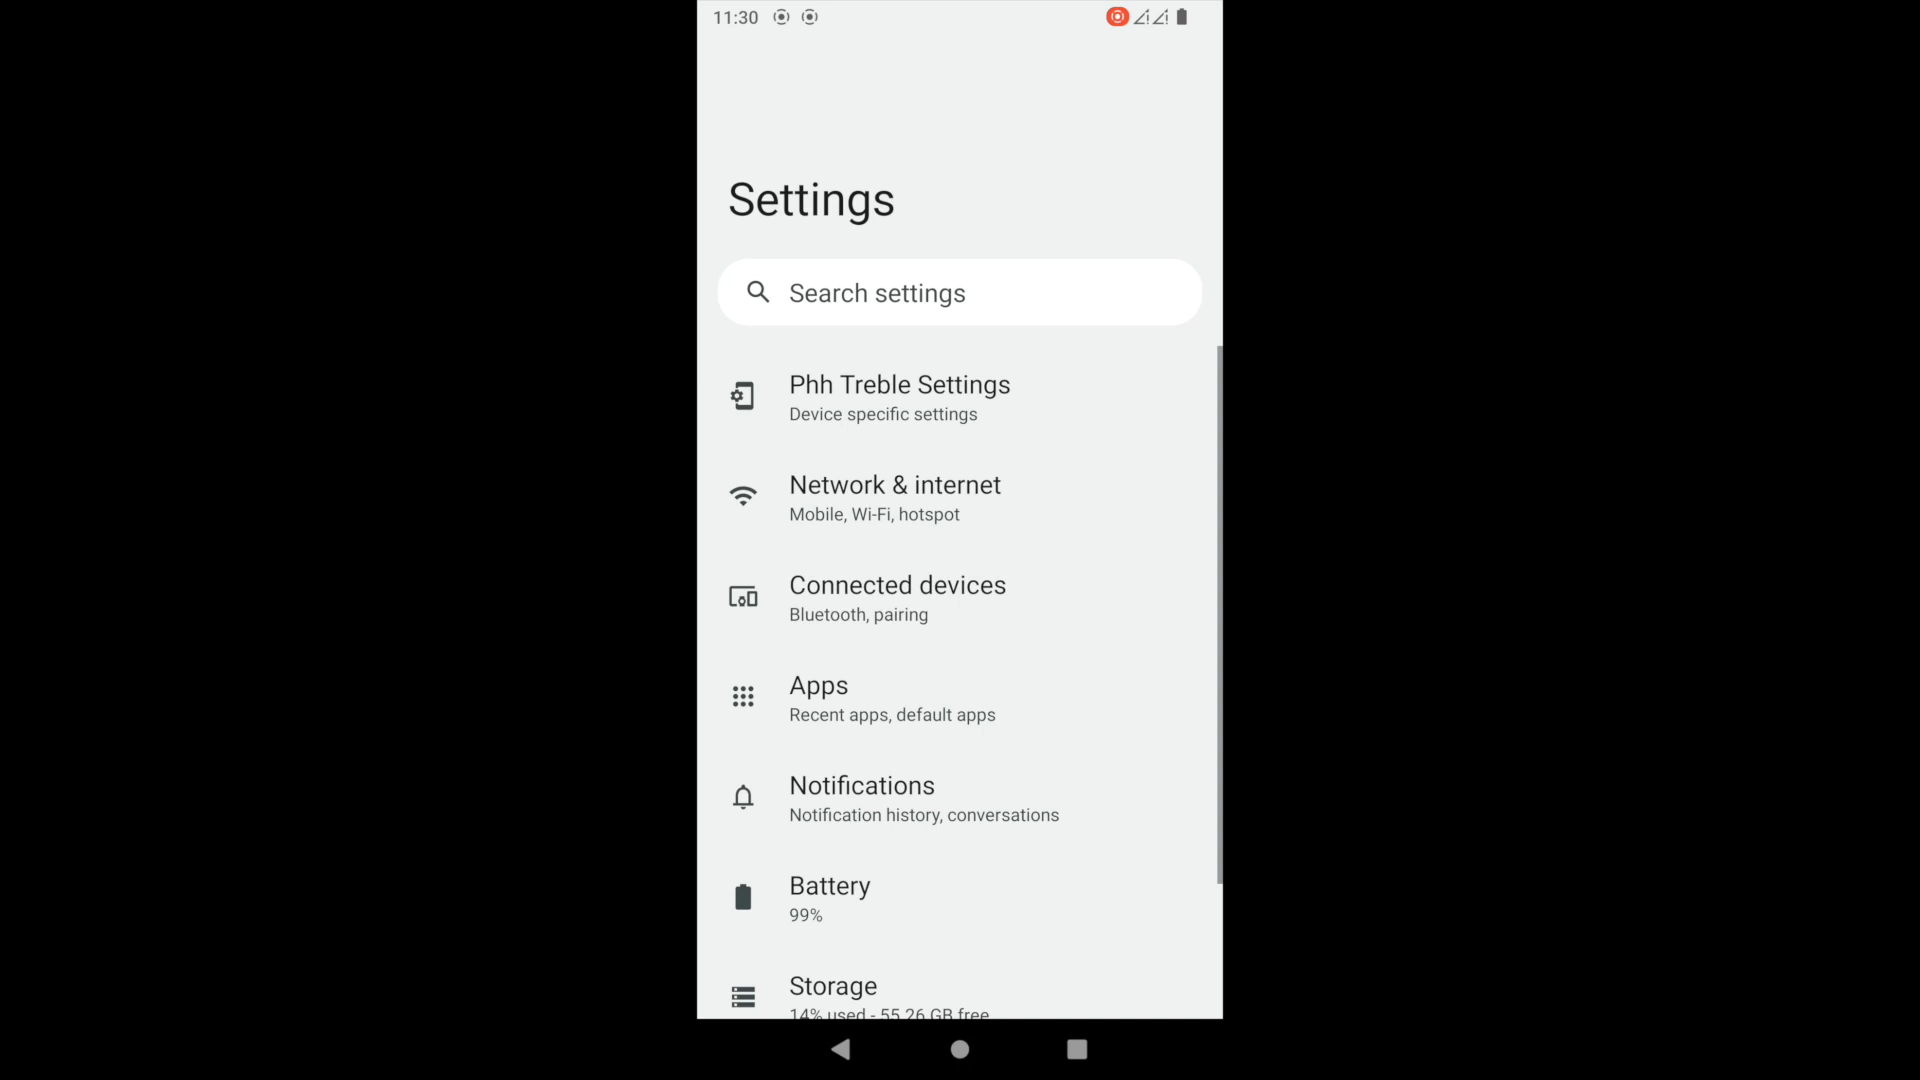 11:30
Settings
Search settings
Phh Treble Settings
Device specific settings
Network & internet
Mobile, Wi-Fi, hotspot
Connected devices
Bluetooth, pairing
Apps
Recent apps, default apps
Notifications
Notification history, conversations
Battery
99%
Storage
14% used - 55.26 GB free